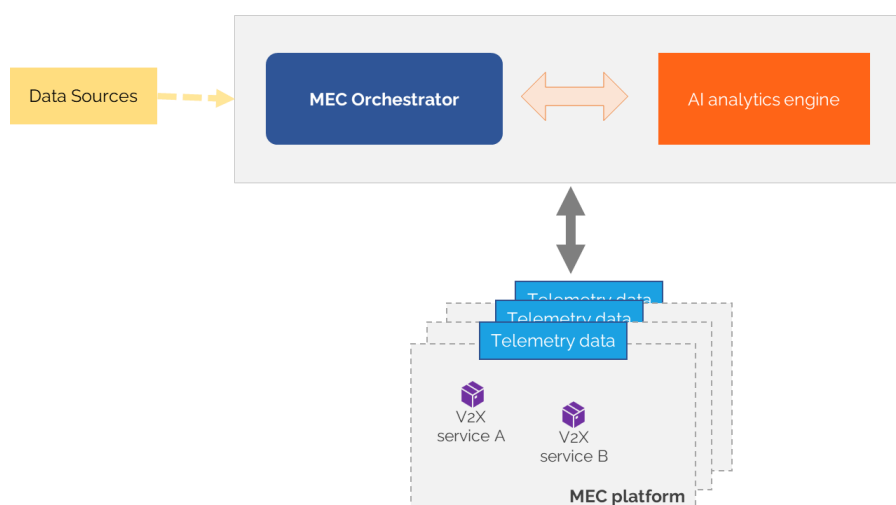 Data Sources
MEC Orchestrator
AI analytics engine
Telemetry data
Telemetry data
Telemetry data
V2X
service A
V2X
service B
MEC platform